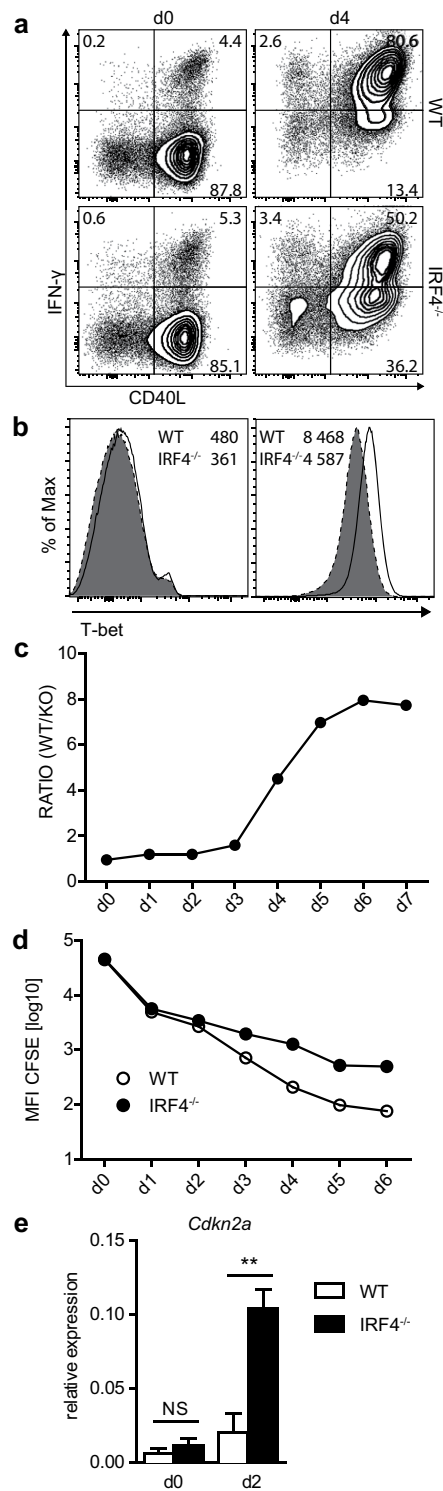 a
d0
d4
0.2
4.4
2.6
80.6
WT
87.8
13.4
0.6
5.3
3.4
50.2
IRF4-/-
85.1
36.2
IFN-γ
CD40L
b
WT 480
IRF4-/- 361
WT 8 468
IRF4-/- 4 587
% of Max
T-bet
c
RATIO (WT/KO)
10
8
6
4
2
0
d0 d1 d2 d3 d4 d5 d6 d7
d
MFI CFSE [log10]
5
4
3
2
1
WT
IRF4-/-
d0 d1 d2 d3 d4 d5 d6
e
Cdkn2a
relative expression
0.15
0.10
0.05
0.00
NS
**
WT
IRF4-/-
d0 d2